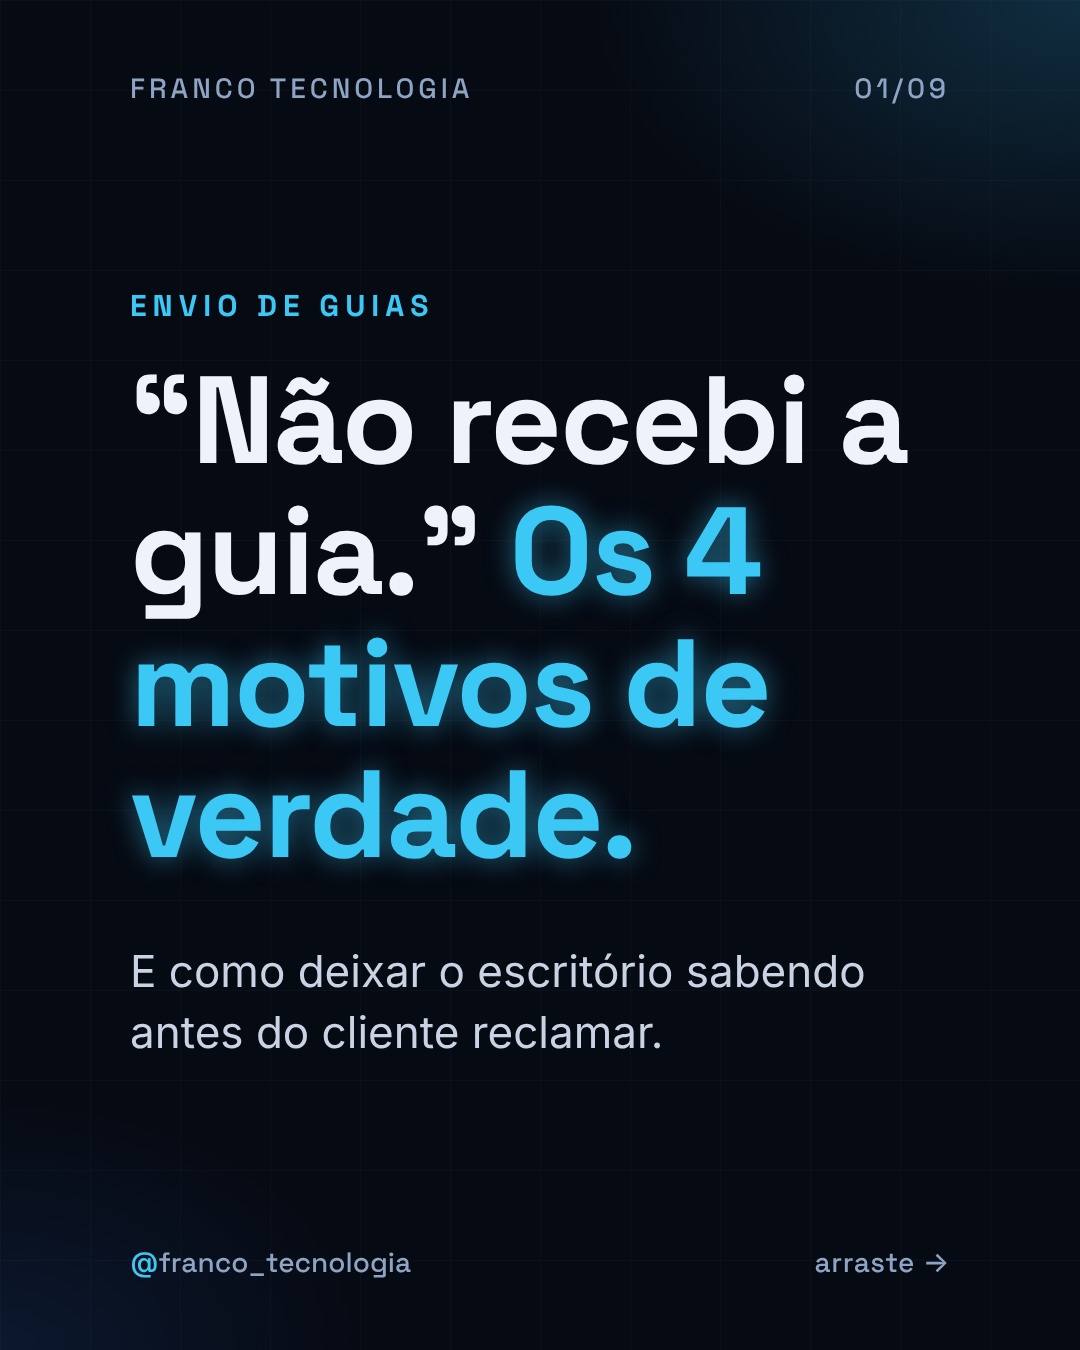 FRANCO TECNOLOGIA
01/09
ENVIO DE GUIAS
“Não recebi a
guia.” Os 4
motivos de
verdade.
E como deixar o escritório sabendo
antes do cliente reclamar.
@franco_tecnologia
arraste →